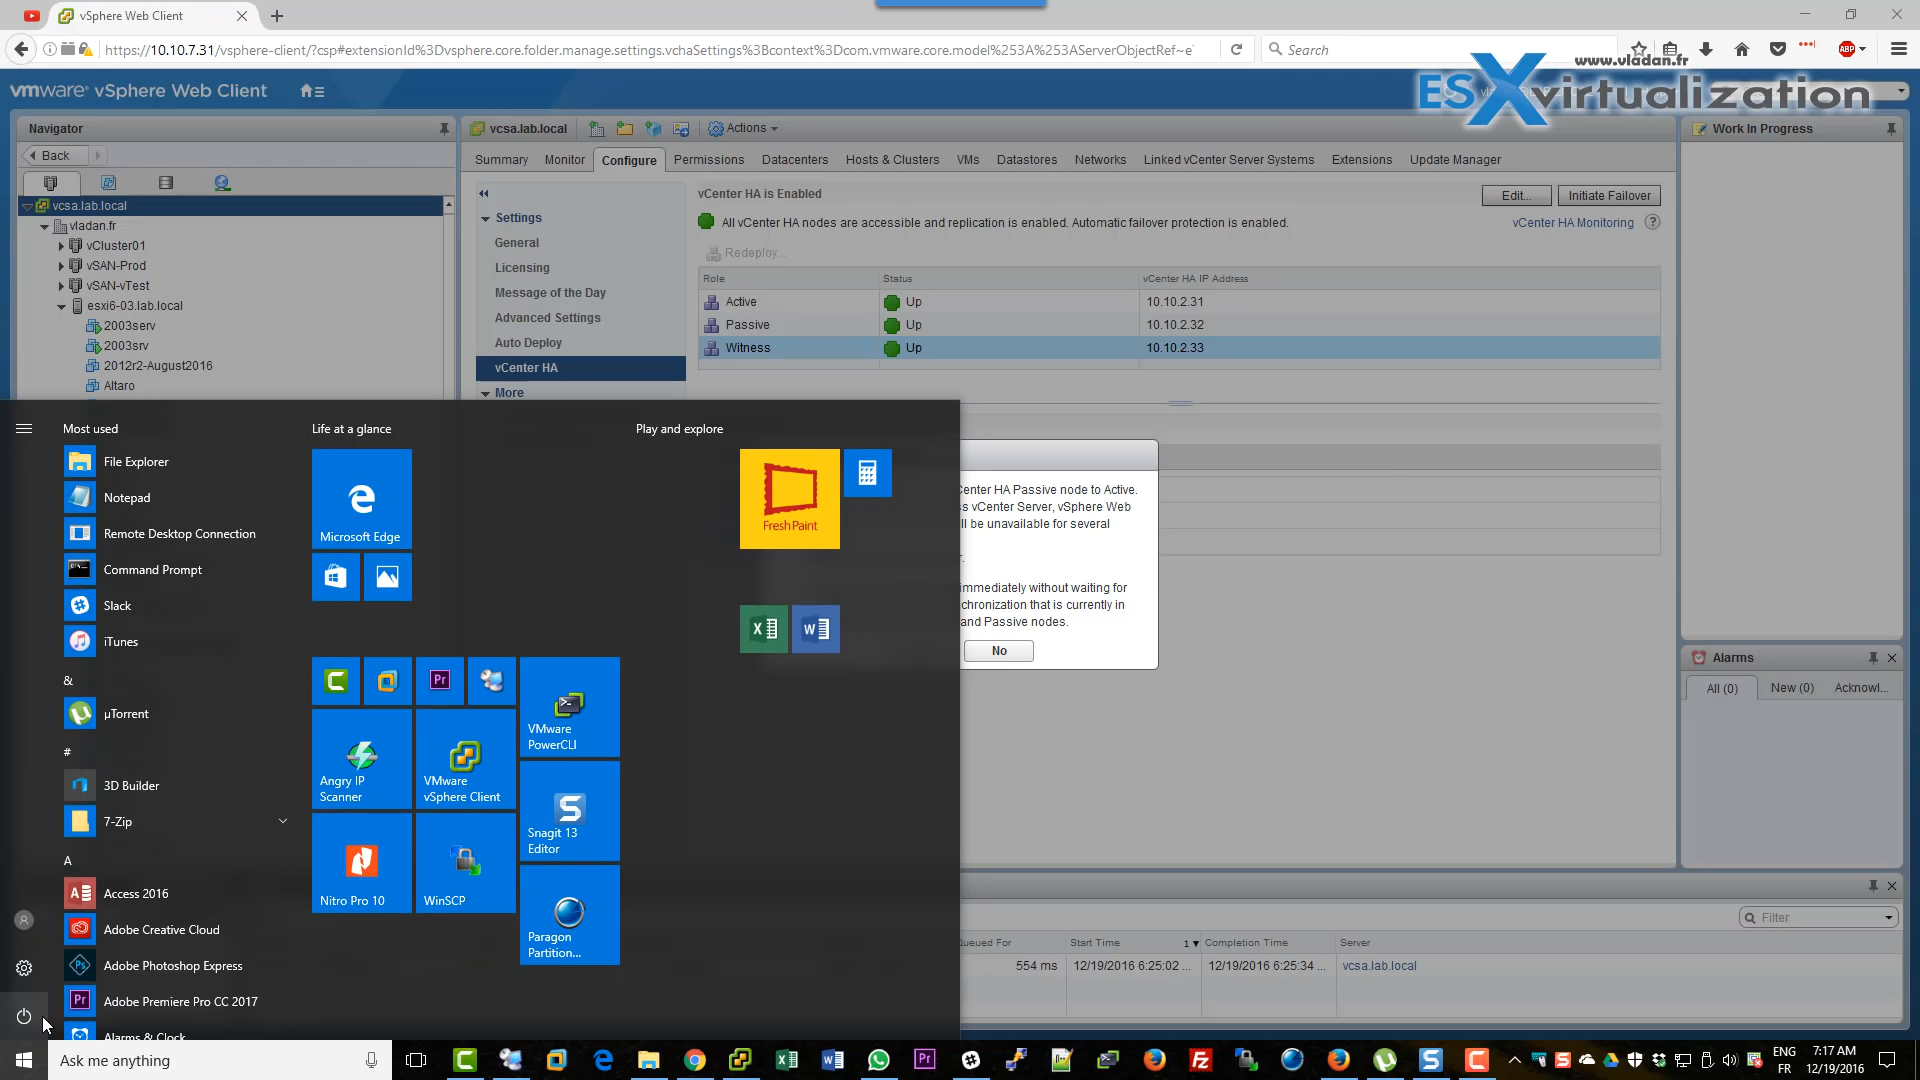 vSphere Web Client
https://10.10.7.31/vsphere-client/?csp#extensionId%3Dvsphere.core.folder.manage.settings.vchaSettings%3Bcontext%3Dcom.vmware.core.model%253A%253AServerObjectRef~e
Search
ABP
www.vladan.fr
ESXvirtualization
vmware® vSphere Web Client
Navigator
Back
vcsa.lab.local
vladan.fr
vCluster01
vSAN-Prod
vSAN-vTest
esxi6-03.lab.local
2003serv
2003srv
2012r2-August2016
Altaro
vcsa.lab.local
Actions
Summary Monitor Configure Permissions Datacenters Hosts & Clusters VMs Datastores Networks Linked vCenter Server Systems Extensions Update Manager
Settings
General
Licensing
Message of the Day
Advanced Settings
Auto Deploy
vCenter HA
More
vCenter HA is Enabled
Edit... Initiate Failover
All vCenter HA nodes are accessible and replication is enabled. Automatic failover protection is enabled.
vCenter HA Monitoring ?
Redeploy...
Role Status vCenter HA IP Address
Active Up 10.10.2.31
Passive Up 10.10.2.32
Witness Up 10.10.2.33
Work In Progress
Center HA Passive node to Active.
s vCenter Server, vSphere Web
ll be unavailable for several
r.
immediately without waiting for
chronization that is currently in
and Passive nodes.
No
Alarms
All (0) New (0) Acknowl...
Filter
Queued For Start Time 1 Completion Time Server
554 ms 12/19/2016 6:25:02 ... 12/19/2016 6:25:34 ... vcsa.lab.local
Most used
File Explorer
Notepad
Remote Desktop Connection
Command Prompt
Slack
iTunes
&
µTorrent
#
3D Builder
7-Zip
A
Access 2016
Adobe Creative Cloud
Adobe Photoshop Express
Adobe Premiere Pro CC 2017
Alarms & Clock
Life at a glance
Microsoft Edge
Pr
VMware
PowerCLI
Angry IP
Scanner
VMware
vSphere Client
Snagit 13
Editor
Nitro Pro 10
WinSCP
Paragon
Partition...
Play and explore
Fresh Paint
Ask me anything
ENG
FR
7:17 AM
12/19/2016